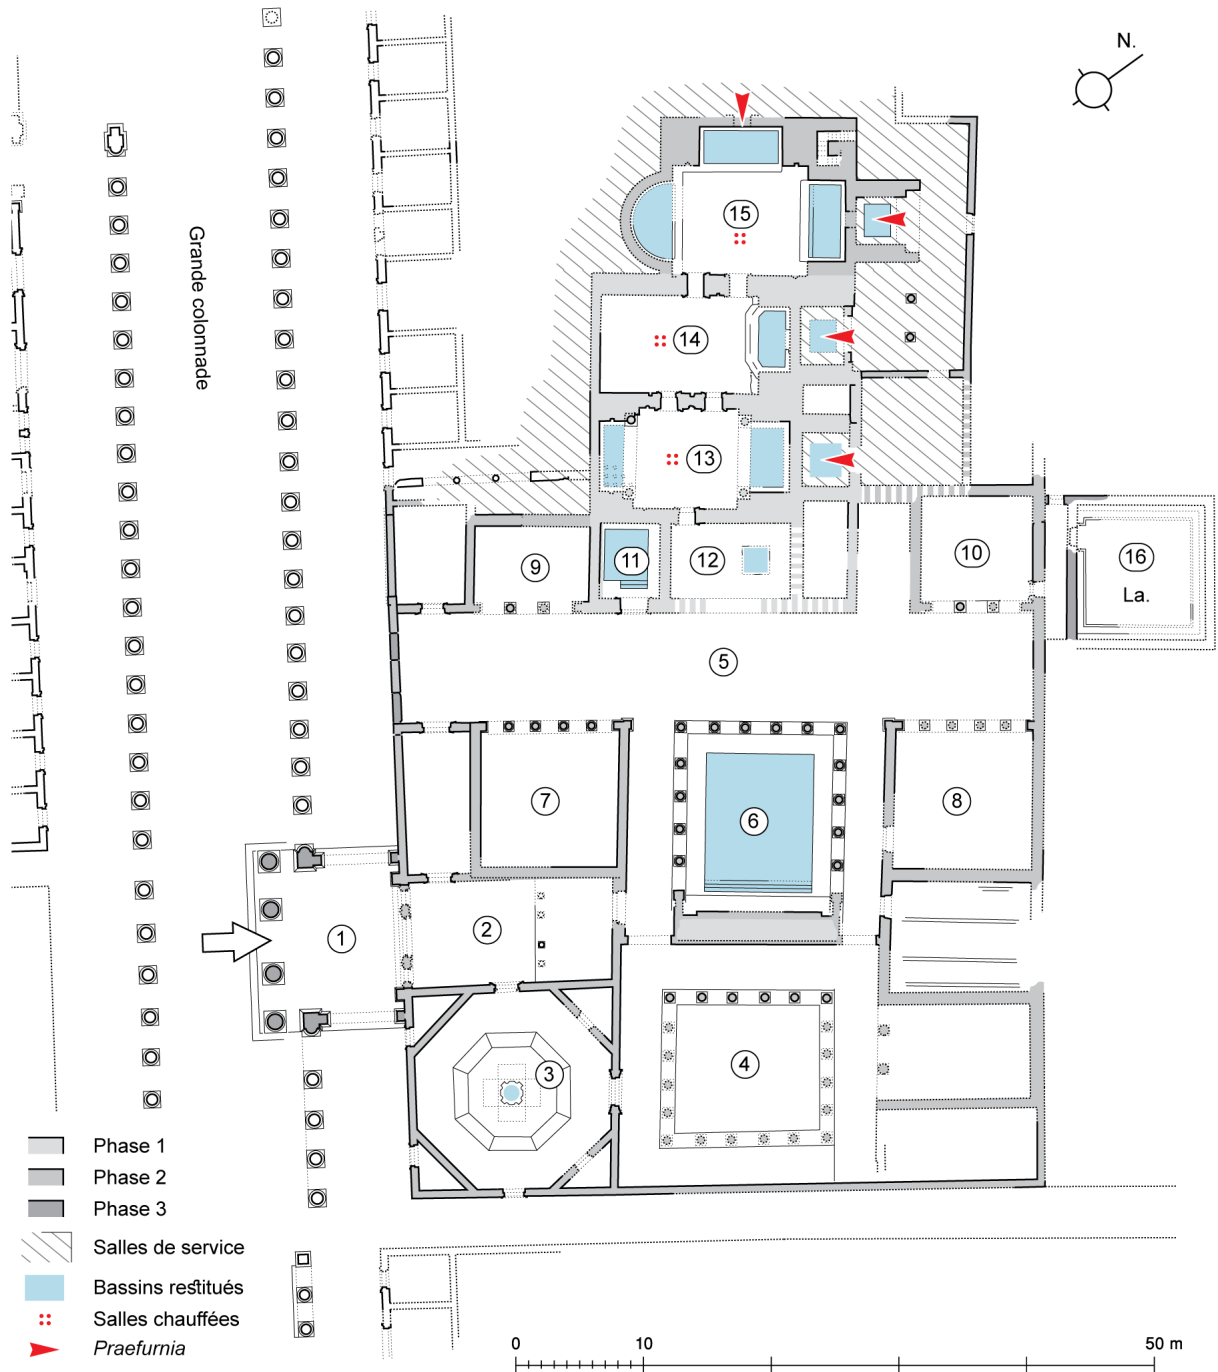 N.
Grande colonnade
15
14
13
9
11
12
10
16
La.
5
7
6
8
1
2
3
4
Phase 1
Phase 2
Phase 3
Salles de service
Bassins restitués
Salles chauffées
Praefurnia
0 10 50 m